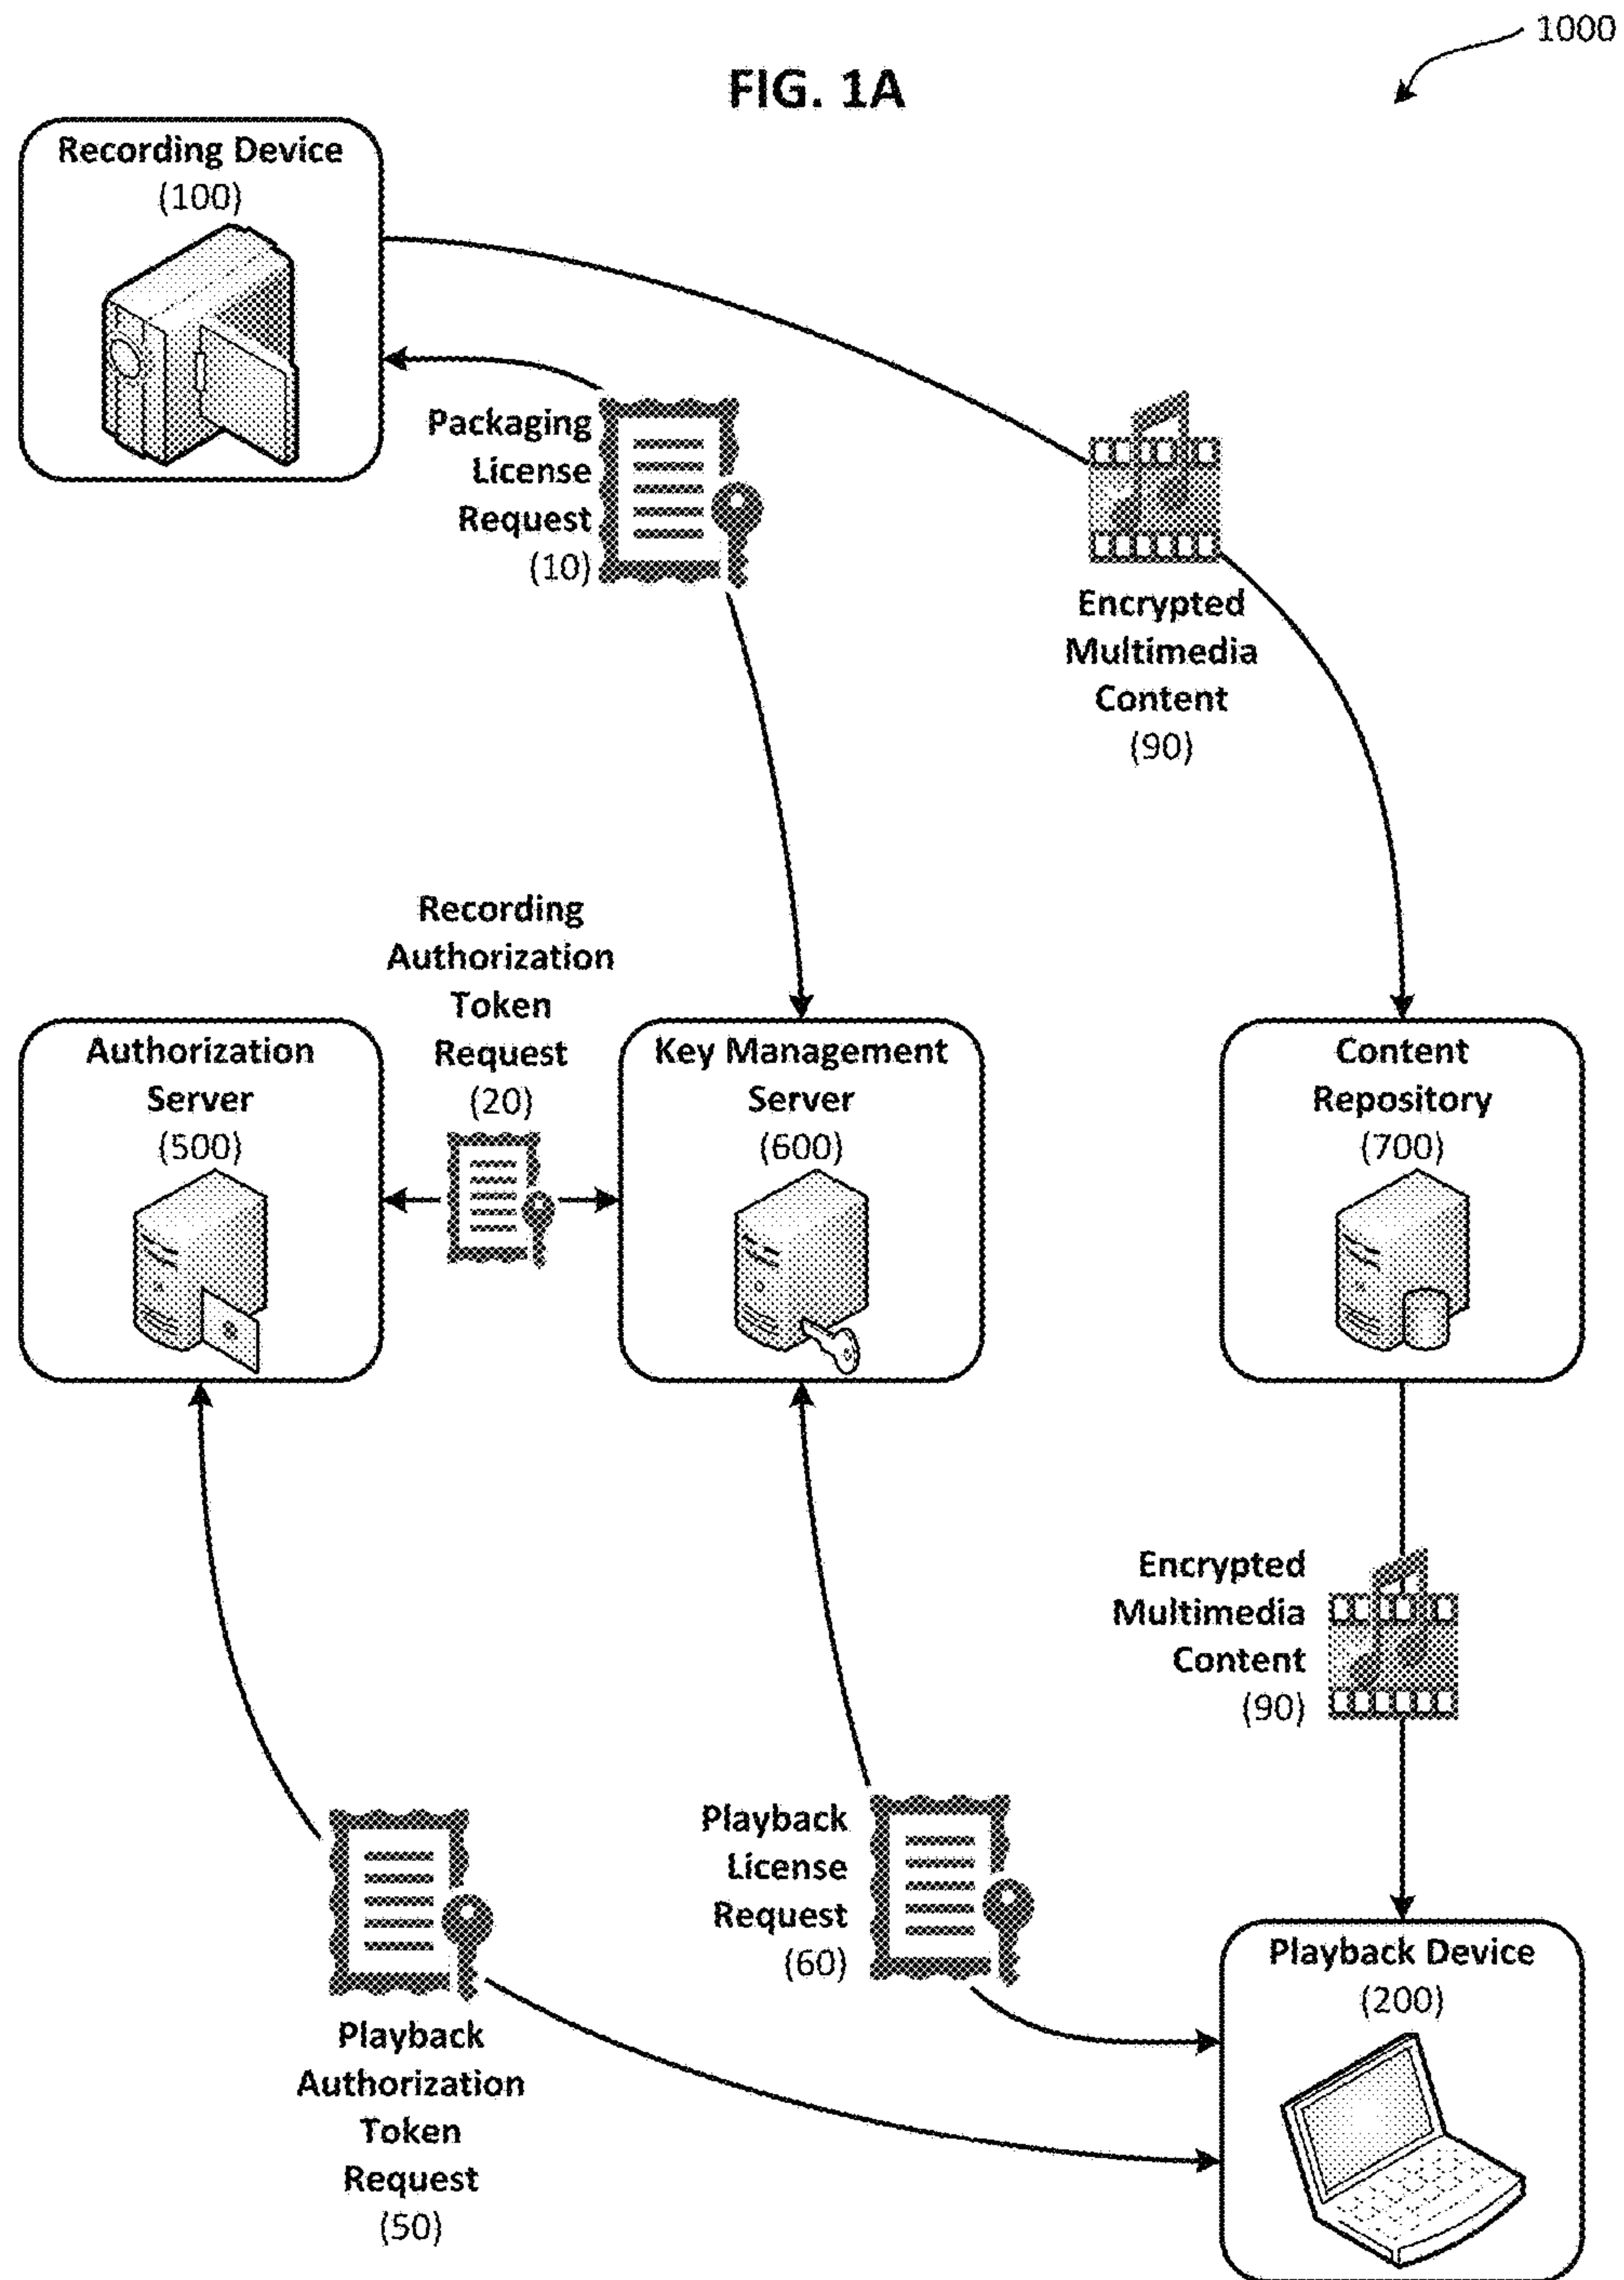 1000
FIG. 1A
Recording Device
(100)
Packaging
License
Request
(10)
Encrypted
Multimedia
Content
(90)
Recording
Authorization
Token
Request
(20)
Authorization
Server
(500)
Key Management
Server
(600)
Content
Repository
(700)
Encrypted
Multimedia
Content
(90)
Playback
License
Request
(60)
Playback
Authorization
Token
Request
(50)
Playback Device
(200)